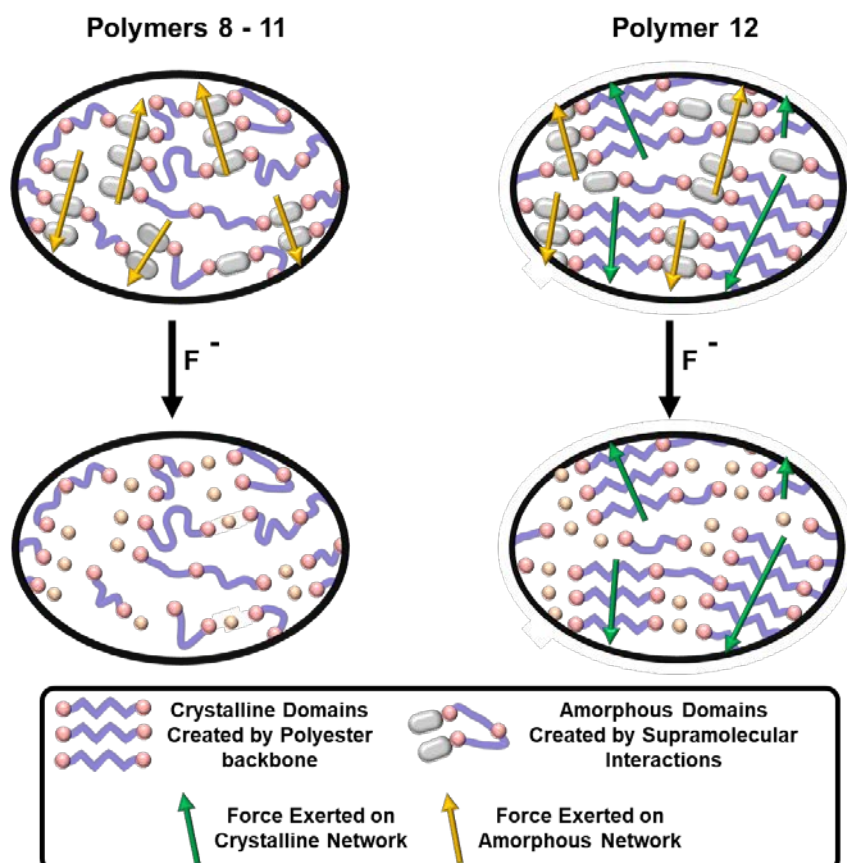 Polymers 8 - 11
Polymer 12
F -
F -
Crystalline Domains
Created by Polyester
backbone
Amorphous Domains
Created by Supramolecular
Interactions
Force Exerted on
Crystalline Network
Force Exerted on
Amorphous Network